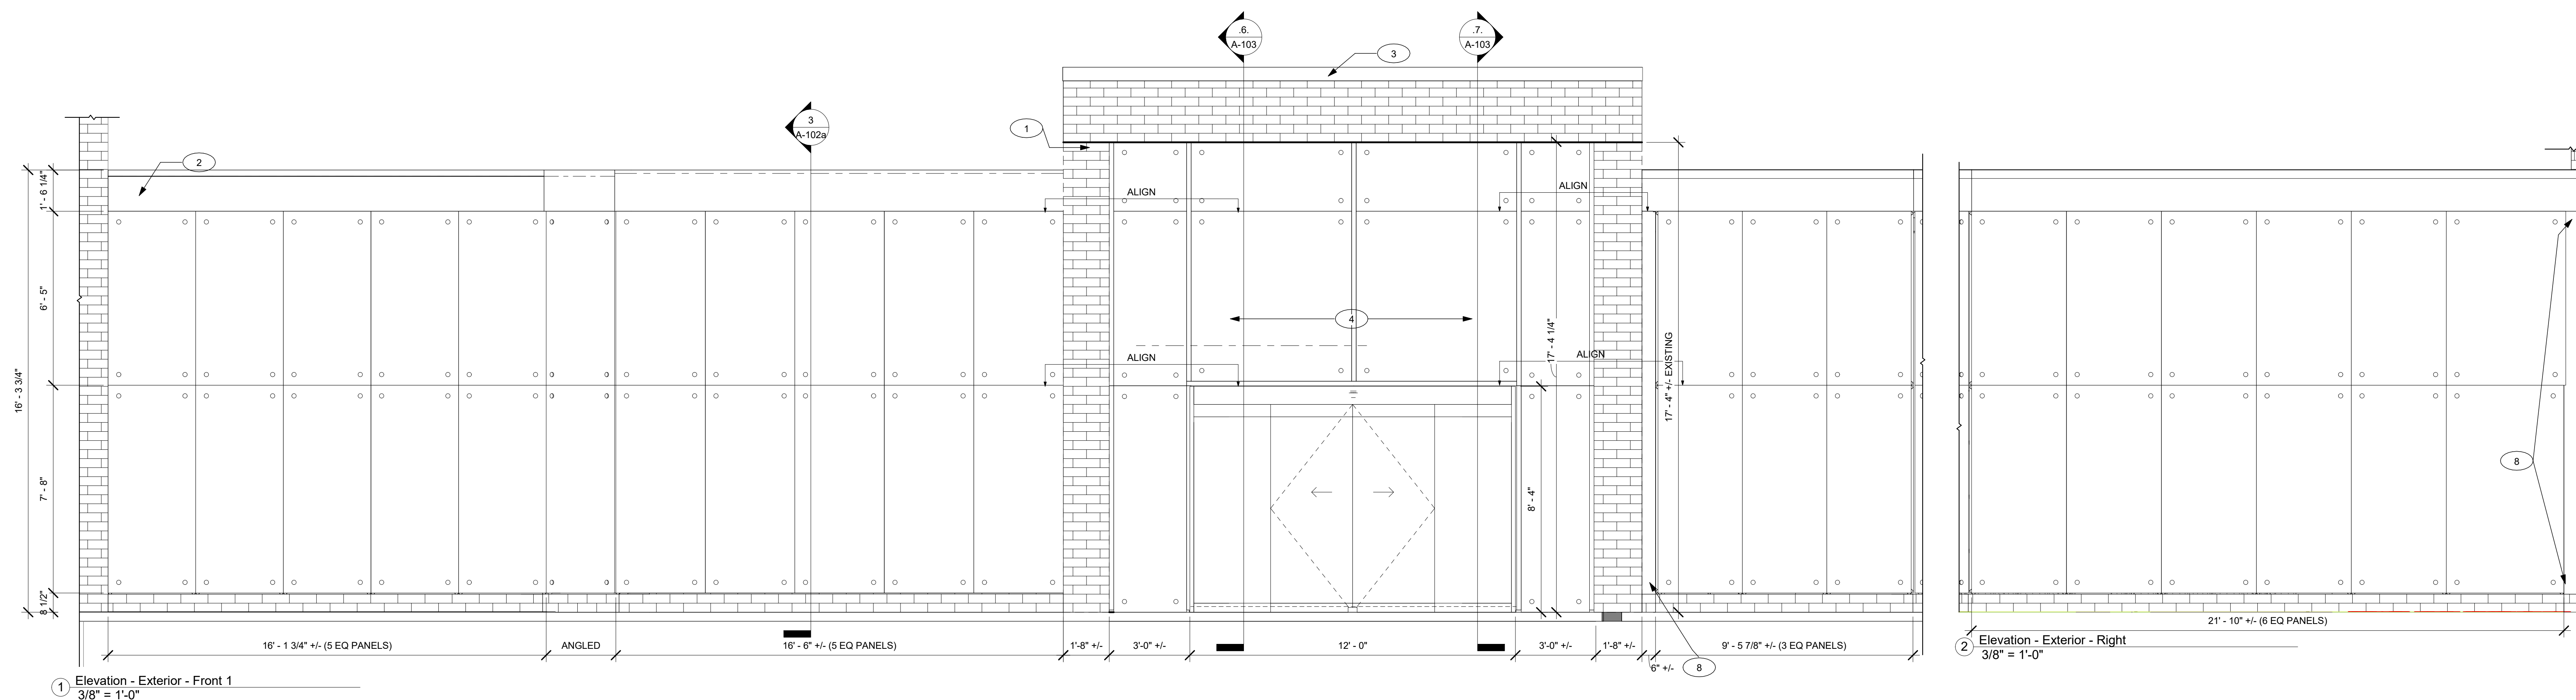 .6.
A-103
.7.
A-103
3
3
A-102a
1
2
ALIGN
ALIGN
ALIGN
ALIGN
4
1' - 6 1/4"
6' - 5"
7' - 8"
8 1/2"
16' - 3 3/4"
17' - 4 1/4"
17' - 4" +/- EXISTING
8' - 4"
8
16' - 1 3/4" +/- (5 EQ PANELS)
ANGLED
16' - 6" +/- (5 EQ PANELS)
1'-8" +/-
3'-0" +/-
12' - 0"
3'-0" +/-
1'-8" +/-
6" +/-
8
9' - 5 7/8" +/- (3 EQ PANELS)
21' - 10" +/- (6 EQ PANELS)
1
Elevation - Exterior - Front 1
3/8" = 1'-0"
2
Elevation - Exterior - Right
3/8" = 1'-0"